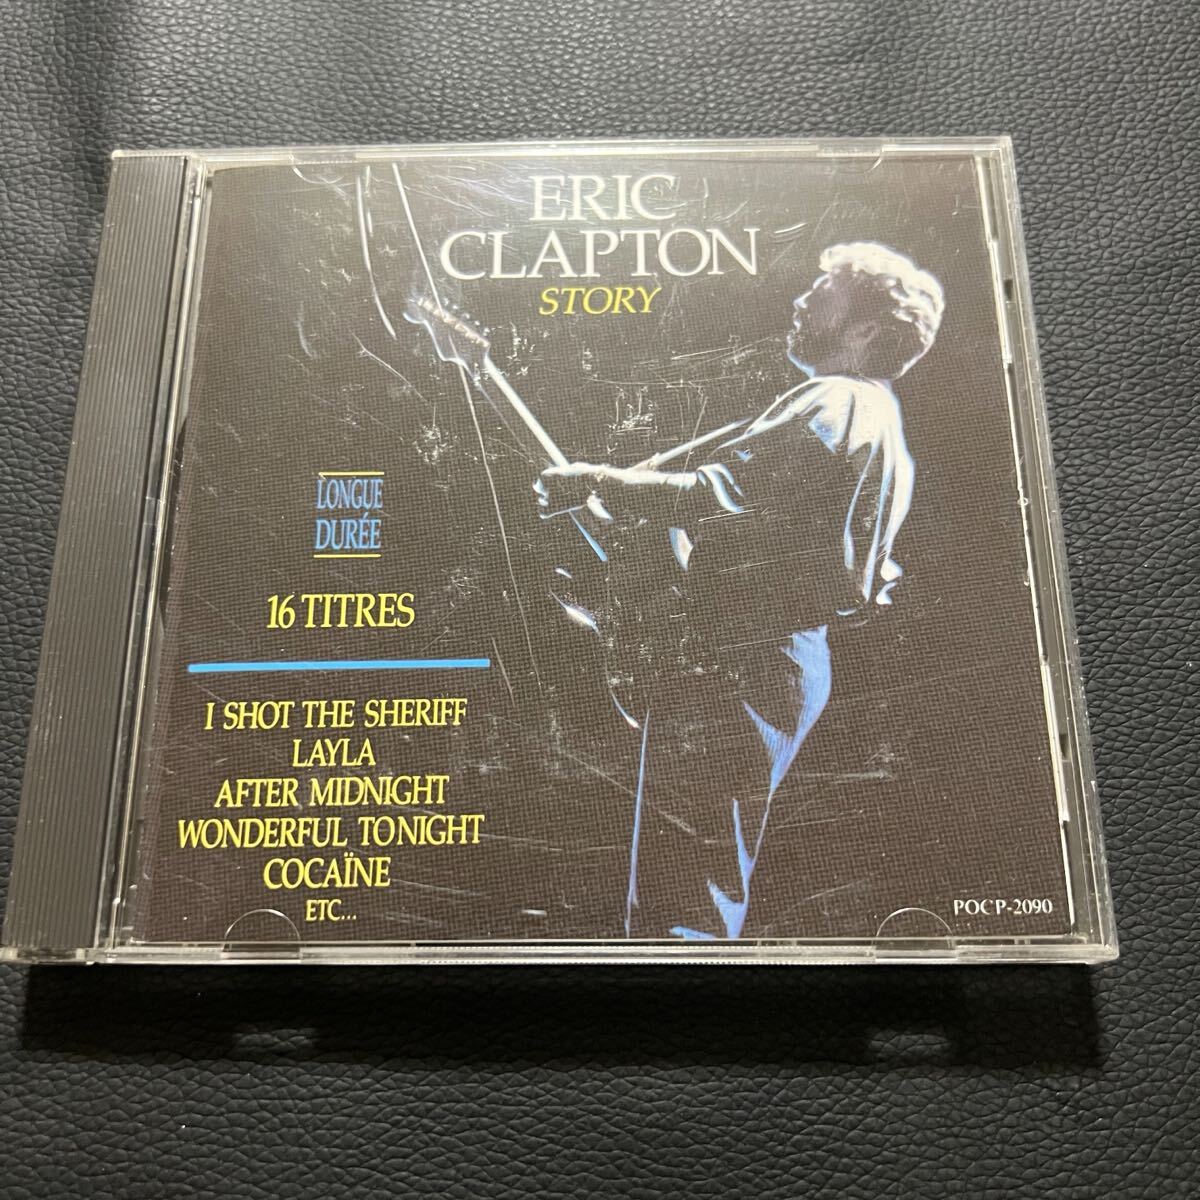 ERIC
CLAPTON
STORY
LONGUE
DURÉE
16 TITRES
I SHOT THE SHERIFF
LAYLA
AFTER MIDNIGHT
WONDERFUL TONIGHT
COCAÏNE
ETC...
POCP-2090